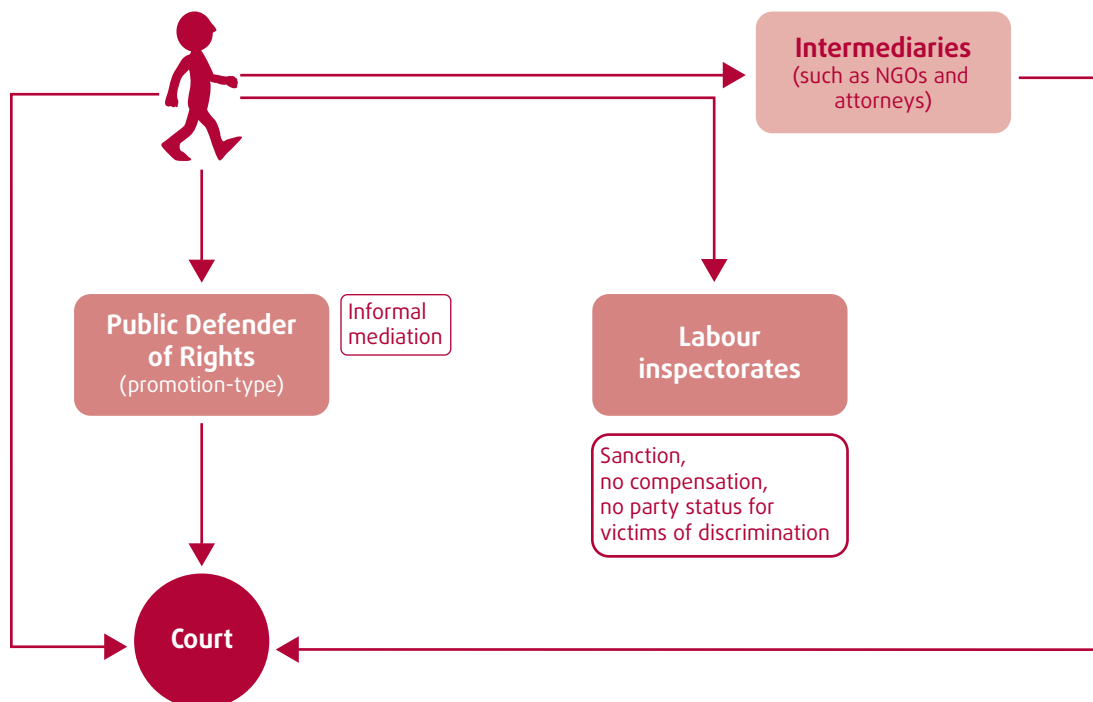 Intermediaries
(such as NGOs and
attorneys)
Public Defender
of Rights
(promotion-type)
Informal
mediation
Labour
inspectorates
Sanction,
no compensation,
no party status for
victims of discrimination
Court